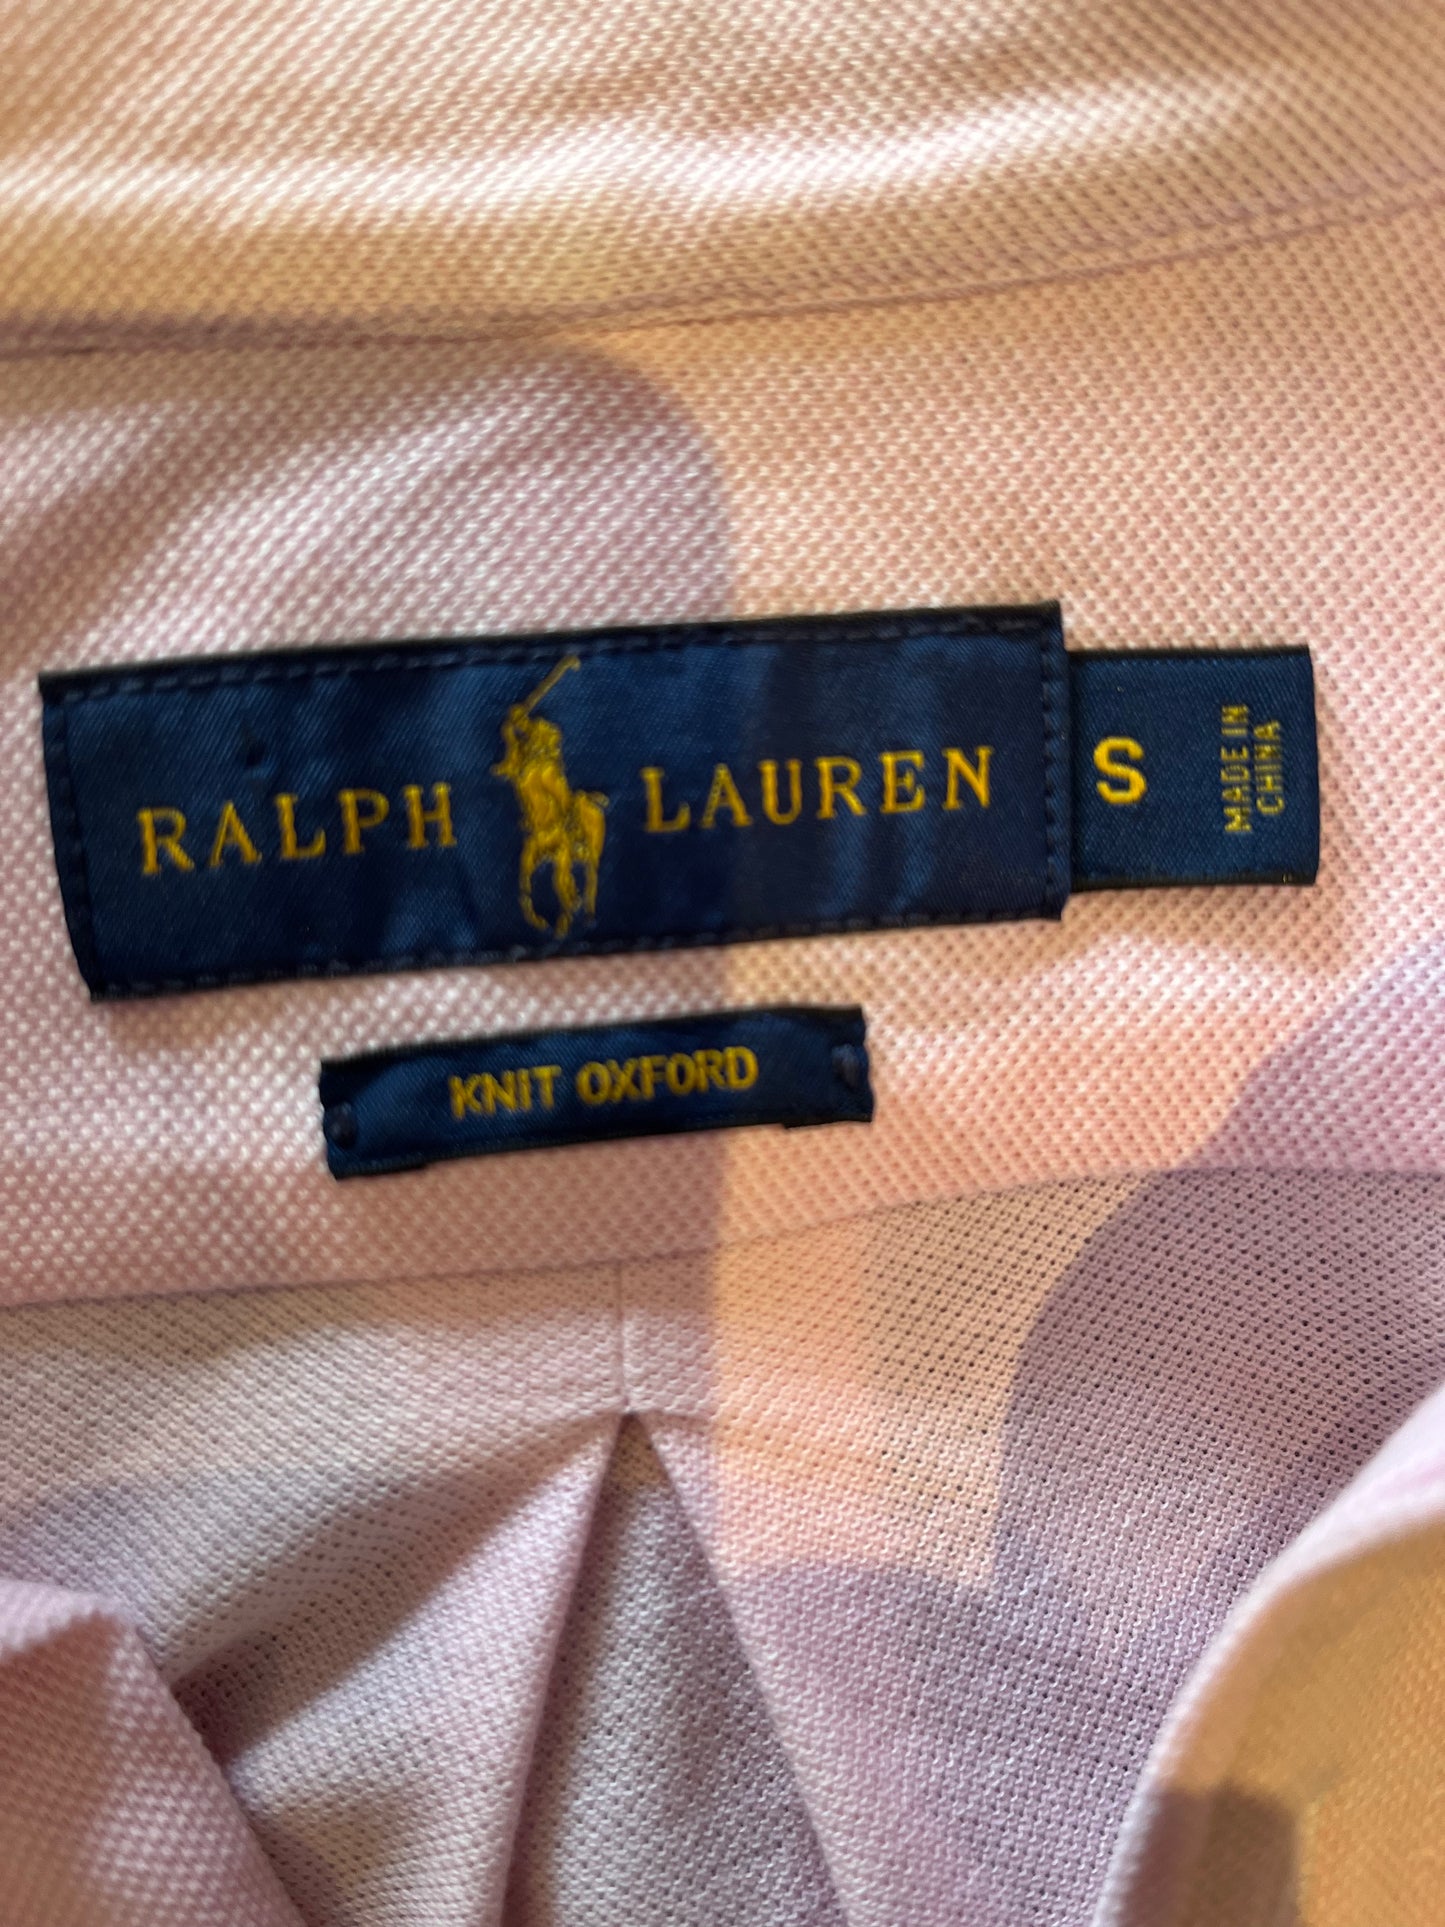 RALPH LAUREN
S
MADE IN
CHINA
KNIT OXFORD